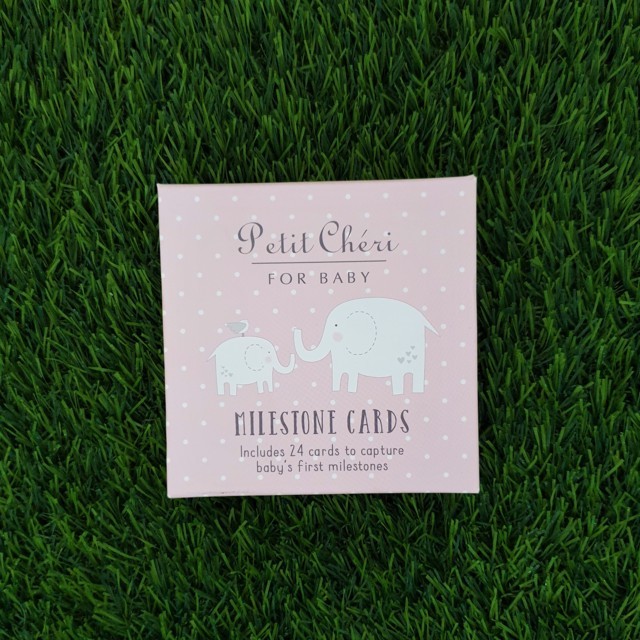 Petit Chéri
FOR BABY
MILESTONE CARDS
Includes 24 cards to capture
baby's first milestones